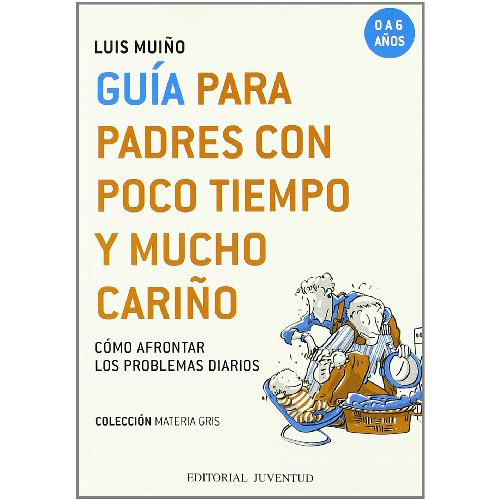 0 A 6
AÑOS
LUIS MUIÑO
GUÍA PARA
PADRES CON
POCO TIEMPO
Y MUCHO
CARIÑO
CÓMO AFRONTAR
LOS PROBLEMAS DIARIOS
COLECCIÓN MATERIA GRIS
EDITORIAL JUVENTUD